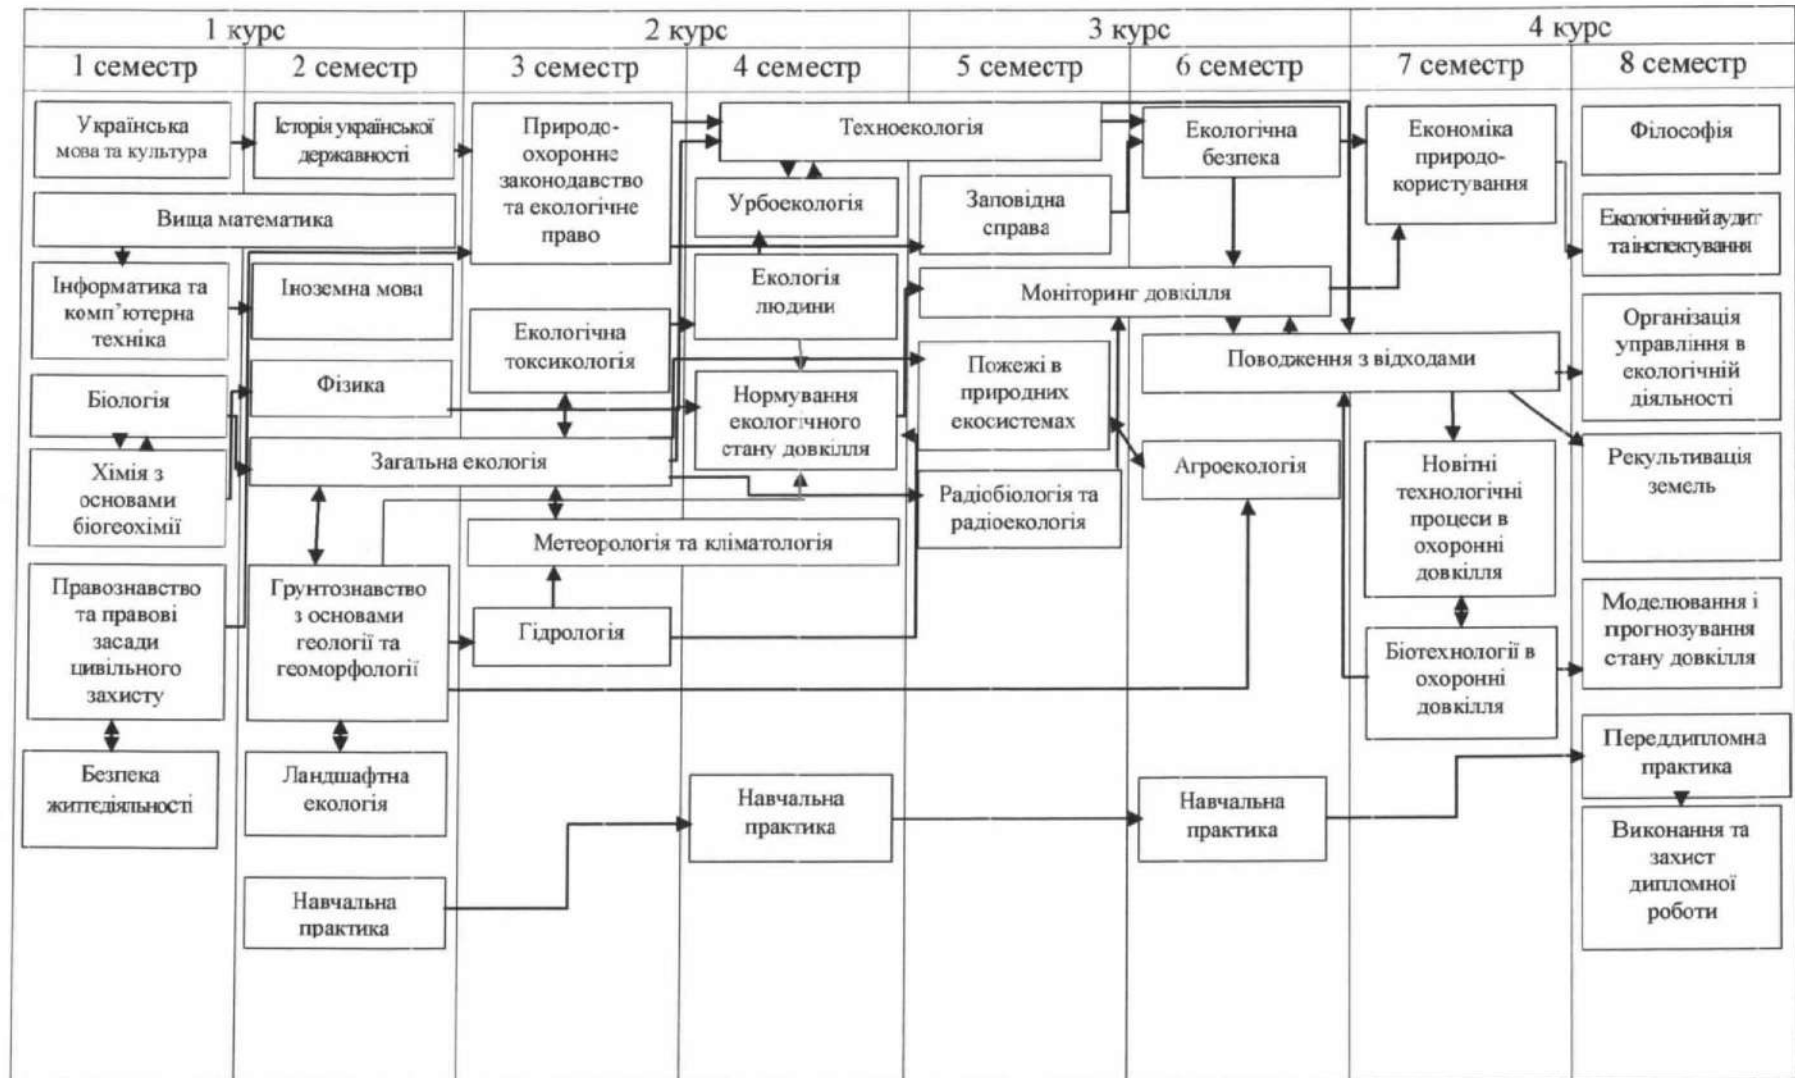 1 курс
2 курс
3 курс
4 курс
1 семестр
2 семестр
3 семестр
4 семестр
5 семестр
6 семестр
7 семестр
8 семестр
Українська
мова та культура
Вища математика
Інформатика та
комп’ютерна
техніка
Біологія
Хімія з
основами
біогеохімії
Правознавство
та правові
засади
цивільного
захисту
Безпека
життєдіяльності
Історія української
державності
Іноземна мова
Фізика
Загальна екологія
Грунтознавство
з основами
геології та
геоморфології
Ландшафтна
екологія
Навчальна
практика
Природо-
охоронне
законодавство
та екологічне
право
Екологічна
токсикологія
Метеорологія та кліматологія
Гідрологія
Техноекологія
Урбоекологія
Екологія
людини
Нормування
екологічного
стану довкілля
Навчальна
практика
Заповідна
справа
Моніторинг довкілля
Пожежі в
природних
екосистемах
Радіобіологія та
радіоекологія
Екологічна
безпека
Поводження з відходами
Агроекологія
Навчальна
практика
Економіка
природо-
користування
Новітні
технологічні
процеси в
охоронні
довкілля
Біотехнології в
охоронні
довкілля
Філософія
Екологічний аудит
та інспектування
Організація
управління в
екологічній
діяльності
Рекультивація
земель
Моделювання і
прогнозування
стану довкілля
Переддипломна
практика
Виконання та
захист
дипломної
роботи